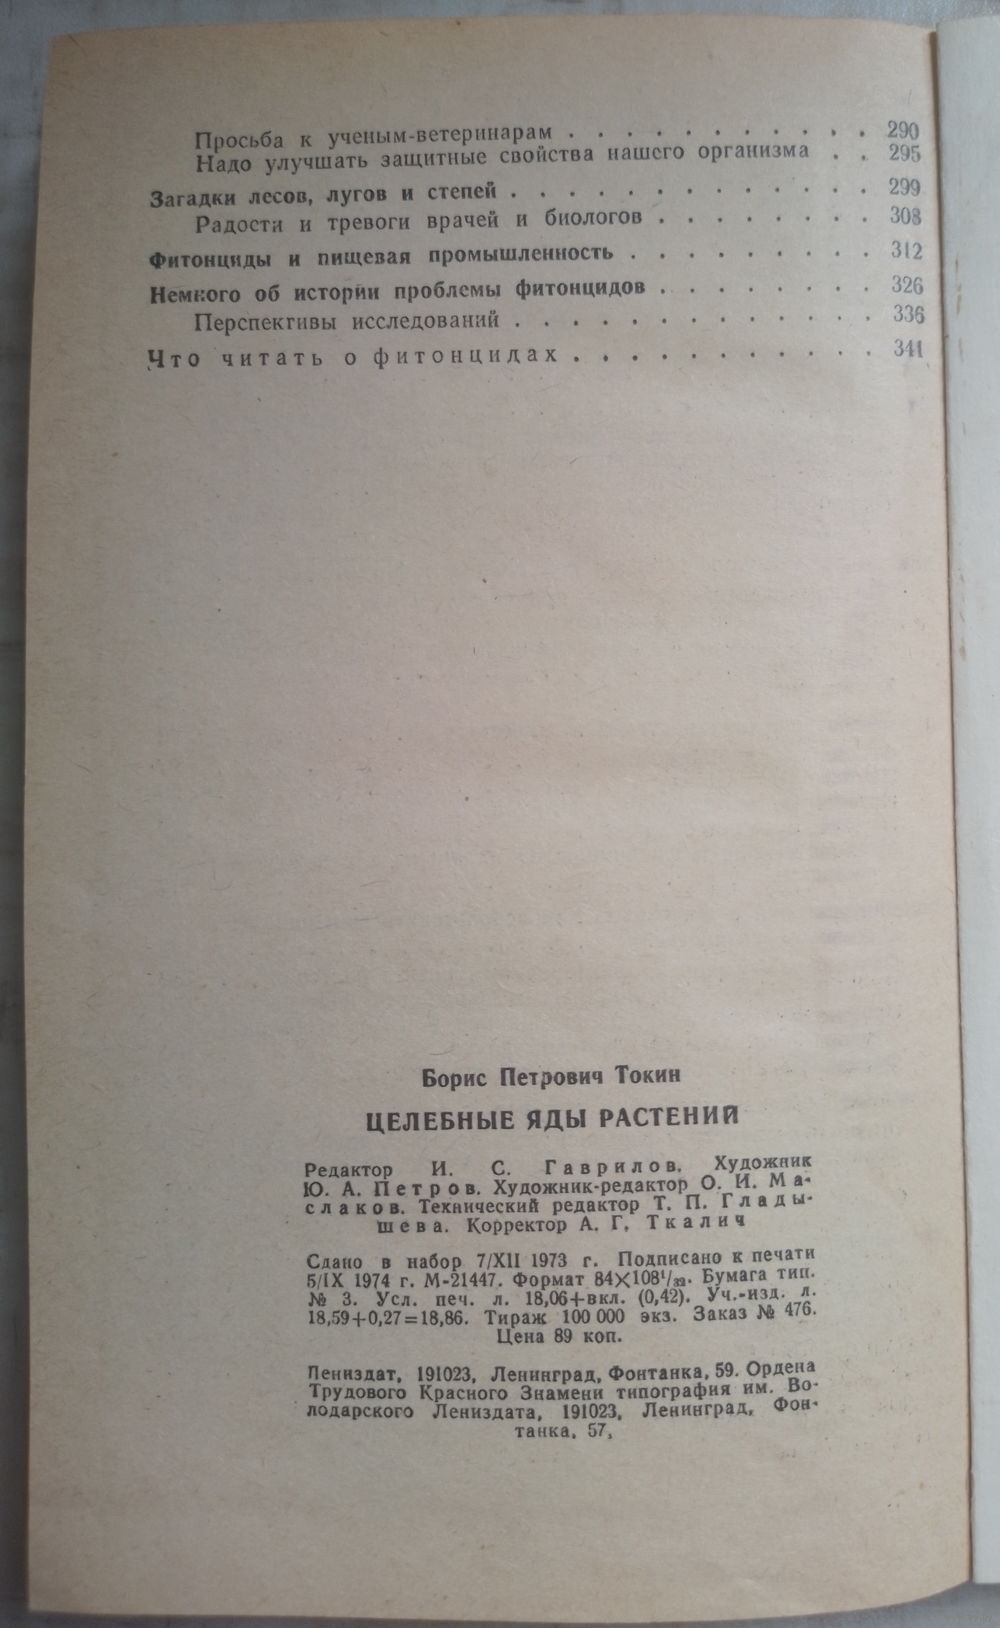 Просьба к ученым-ветеринарам . . . . . . . . . . . 290
Надо улучшать защитные свойства нашего организма . . 295
Загадки лесов, лугов и степей . . . . . . . . . . . . . 299
Радости и тревоги врачей и биологов . . . . . . . . 308
Фитонциды и пищевая промышленность . . . . . . . . . 312
Немного об истории проблемы фитонцидов . . . . . . . . 326
Перспективы исследований . . . . . . . . . . . . . 336
Что читать о фитонцидах . . . . . . . . . . . 341
Борис Петрович Токин
ЦЕЛЕБНЫЕ ЯДЫ РАСТЕНИЙ
Редактор И. С. Гаврилов. Художник
Ю. А. Петров. Художник-редактор О. И. Ма-
слаков. Технический редактор Т. П. Глады-
шева. Корректор А. Г. Ткалич
Сдано в набор 7/XII 1973 г. Подписано к печати
5/IX 1974 г. М-21447. Формат 84×108¹/₃₂. Бумага тип.
№ 3. Усл. печ. л. 18,06+вкл. (0,42). Уч.-изд. л.
18,59+0,27=18,86. Тираж 100 000 экз. Заказ № 476.
Цена 89 коп.
Лениздат, 191023, Ленинград, Фонтанка, 59. Ордена
Трудового Красного Знамени типография им. Во-
лодарского Лениздата, 191023, Ленинград, Фон-
танка, 57.